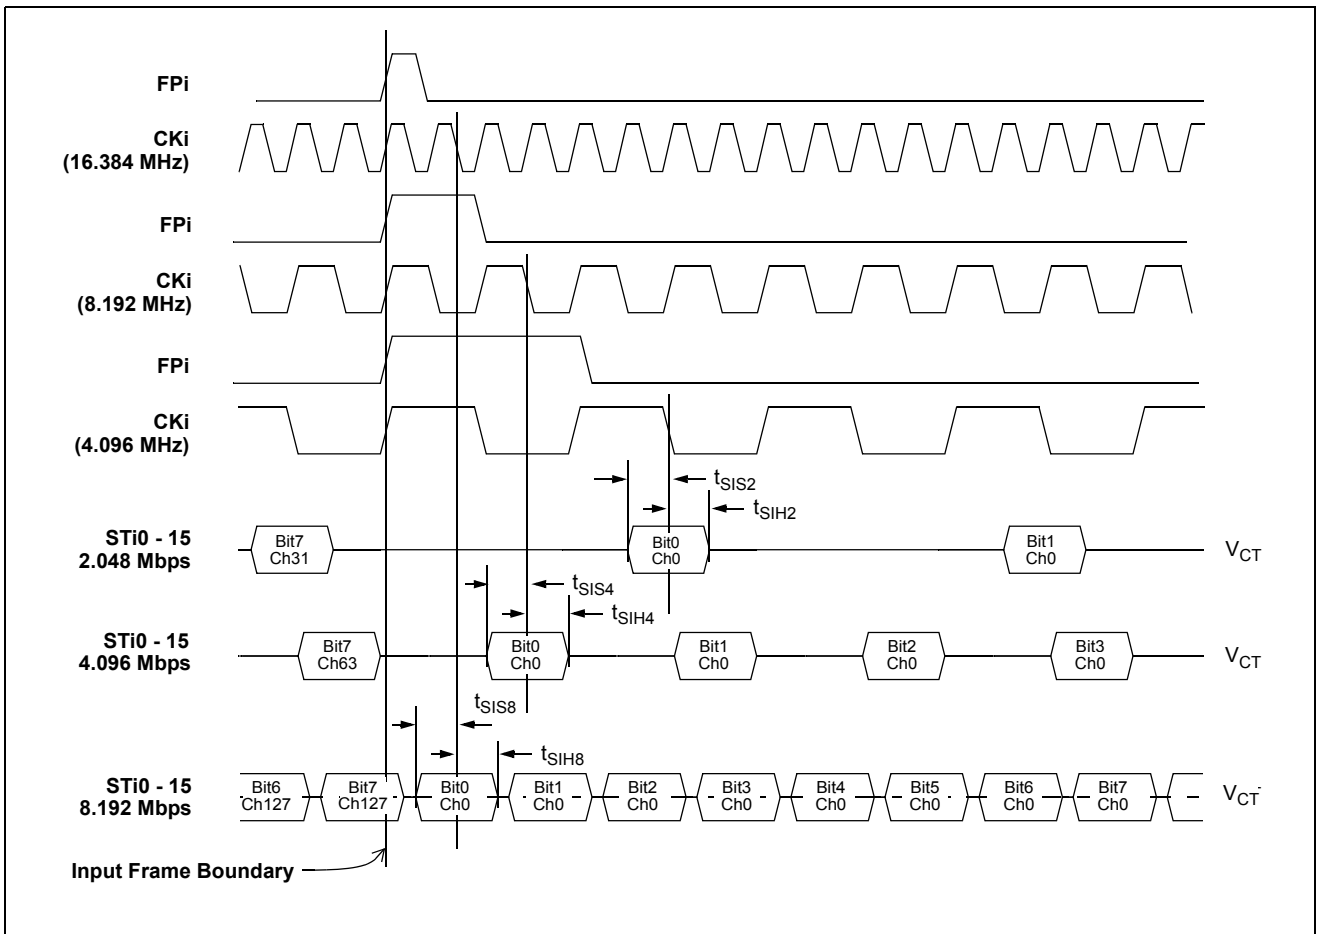 FPi
CKi
(16.384 MHz)
FPi
CKi
(8.192 MHz)
FPi
CKi
(4.096 MHz)
tSIS2
tSIH2
STi0 - 15
2.048 Mbps
Bit7
Ch31
Bit0
Ch0
Bit1
Ch0
VCT
tSIS4
tSIH4
STi0 - 15
4.096 Mbps
Bit7
Ch63
Bit0
Ch0
Bit1
Ch0
Bit2
Ch0
Bit3
Ch0
VCT
tSIS8
tSIH8
STi0 - 15
8.192 Mbps
Bit6
Ch127
Bit7
Ch127
Bit0
Ch0
Bit1
Ch0
Bit2
Ch0
Bit3
Ch0
Bit4
Ch0
Bit5
Ch0
Bit6
Ch0
Bit7
Ch0
VCT
Input Frame Boundary